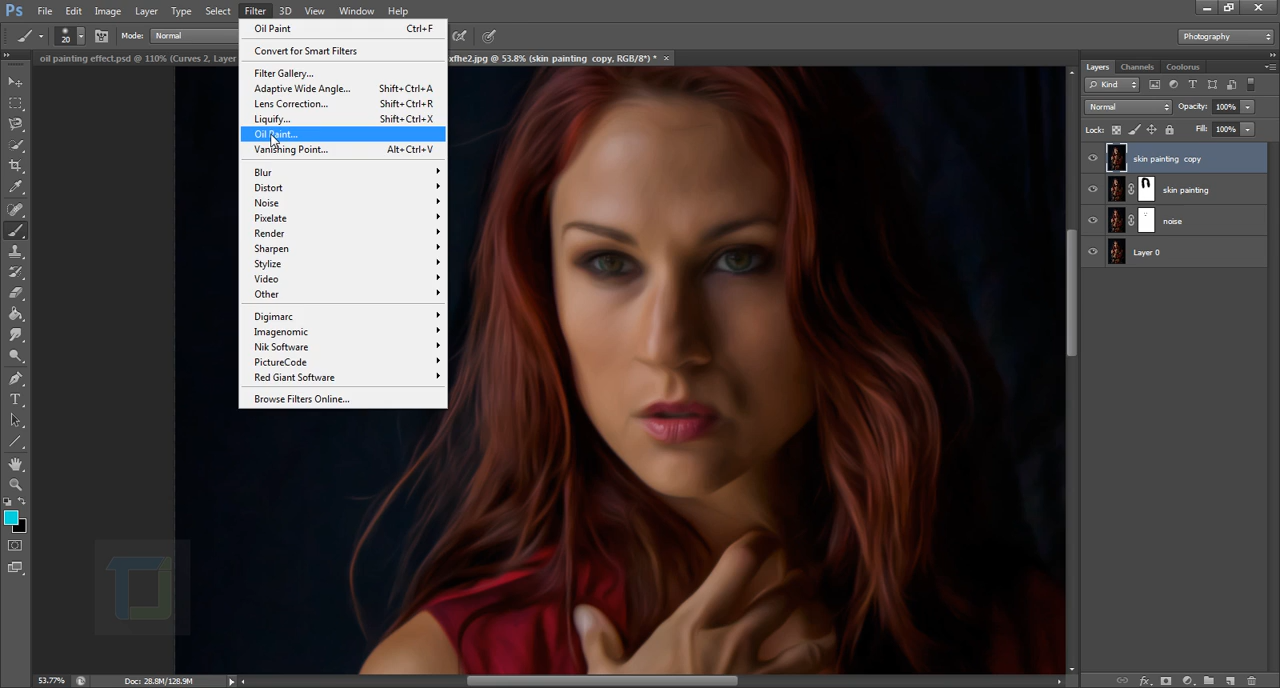 Ps File Edit Image Layer Type Select Filter 3D View Window Help
20 Mode: Normal Photography
oil painting effect.psd @ 110% (Curves 2, Layer
xfhe2.jpg @ 53.8% (skin painting copy, RGB/8*) * ×
Oil Paint Ctrl+F
Convert for Smart Filters
Filter Gallery...
Adaptive Wide Angle... Shift+Ctrl+A
Lens Correction... Shift+Ctrl+R
Liquify... Shift+Ctrl+X
Oil Paint...
Vanishing Point... Alt+Ctrl+V
Blur
Distort
Noise
Pixelate
Render
Sharpen
Stylize
Video
Other
Digimarc
Imagenomic
Nik Software
PictureCode
Red Giant Software
Browse Filters Online...
Layers Channels Coolorus
Kind
Normal Opacity: 100%
Lock: Fill: 100%
skin painting copy
skin painting
noise
Layer 0
53.77% Doc: 28.8M/128.9M